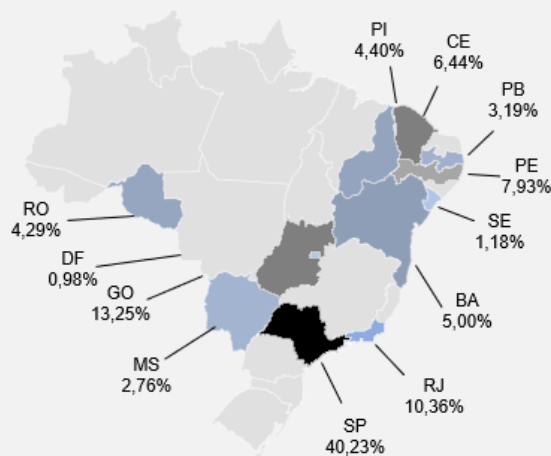 PI
4,40%
CE
6,44%
PB
3,19%
PE
7,93%
SE
1,18%
BA
5,00%
RJ
10,36%
SP
40,23%
MS
2,76%
GO
13,25%
DF
0,98%
RO
4,29%